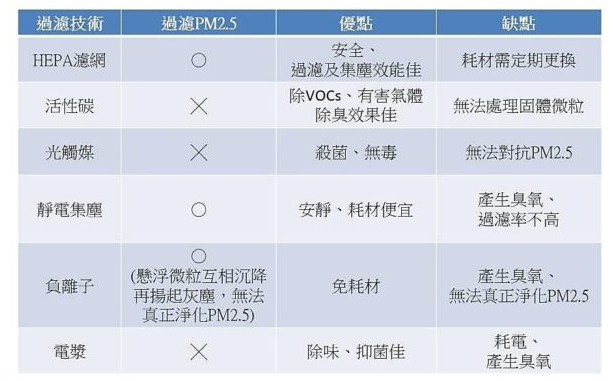 過濾技術 過濾PM2.5 優點 缺點
HEPA濾網 ○ 安全、
過濾及集塵效能佳 耗材需定期更換
活性碳 ╳ 除VOCs、有害氣體
除臭效果佳 無法處理固體微粒
光觸媒 ╳ 殺菌、無毒 無法對抗PM2.5
靜電集塵 ○ 安靜、耗材便宜 產生臭氧、
過濾率不高
負離子 ○
(懸浮微粒互相沉降
再揚起灰塵，無法
真正淨化PM2.5) 免耗材 產生臭氧、
無法真正淨化PM2.5
電漿 ╳ 除味、抑菌佳 耗電、
產生臭氧